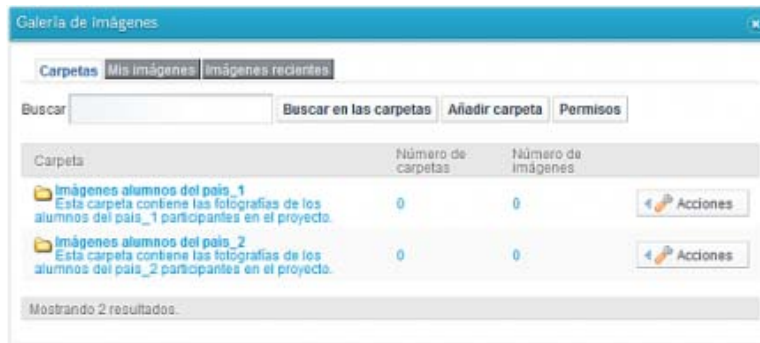 Galería de imágenes
Carpetas Mis imágenes Imágenes recientes
Buscar Buscar en las carpetas Añadir carpeta Permisos
Carpeta Número de carpetas Número de imágenes
Imágenes alumnos del país_1
Esta carpeta contiene las fotografías de los
alumnos del país_1 participantes en el proyecto.
0 0 Acciones
Imágenes alumnos del país_2
Esta carpeta contiene las fotografías de los
alumnos del país_2 participantes en el proyecto.
0 0 Acciones
Mostrando 2 resultados.